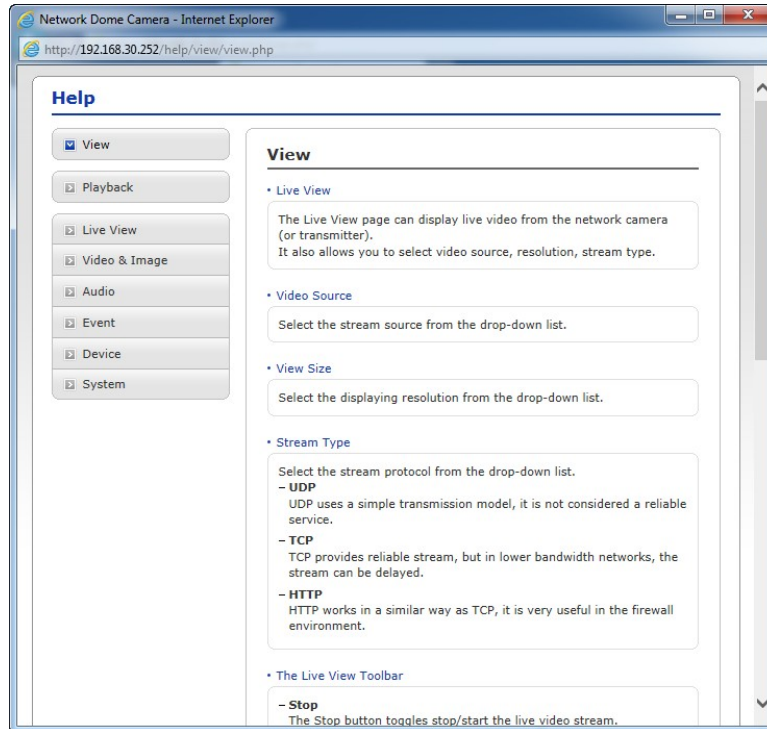 Network Dome Camera - Internet Explorer
http://192.168.30.252/help/view/view.php
Help
View
Playback
Live View
Video & Image
Audio
Event
Device
System
View
• Live View
The Live View page can display live video from the network camera
(or transmitter).
It also allows you to select video source, resolution, stream type.
• Video Source
Select the stream source from the drop-down list.
• View Size
Select the displaying resolution from the drop-down list.
• Stream Type
Select the stream protocol from the drop-down list.
– UDP
UDP uses a simple transmission model, it is not considered a reliable
service.
– TCP
TCP provides reliable stream, but in lower bandwidth networks, the
stream can be delayed.
– HTTP
HTTP works in a similar way as TCP, it is very useful in the firewall
environment.
• The Live View Toolbar
– Stop
The Stop button toggles stop/start the live video stream.